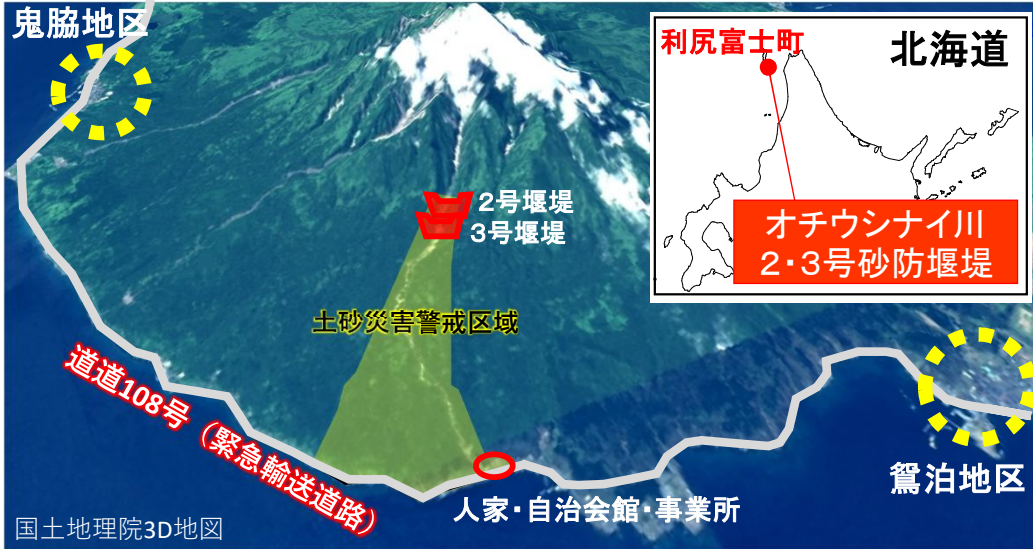 鬼脇地区
利尻富士町
北海道
2号堰堤
3号堰堤
オチウシナイ川
2・3号砂防堰堤
土砂災害警戒区域
道道108号（緊急輸送道路）
鴛泊地区
人家・自治会館・事業所
国土地理院3D地図